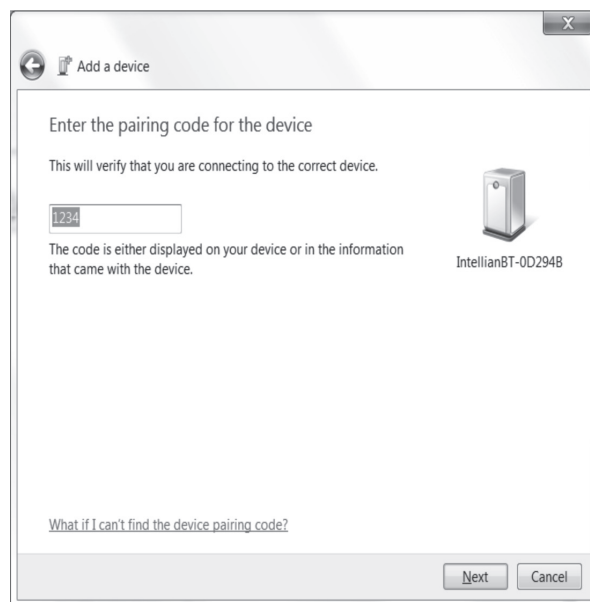 X
Add a device
Enter the pairing code for the device
This will verify that you are connecting to the correct device.
1234
The code is either displayed on your device or in the information
that came with the device.
IntellianBT-0D294B
What if I can't find the device pairing code?
Next
Cancel